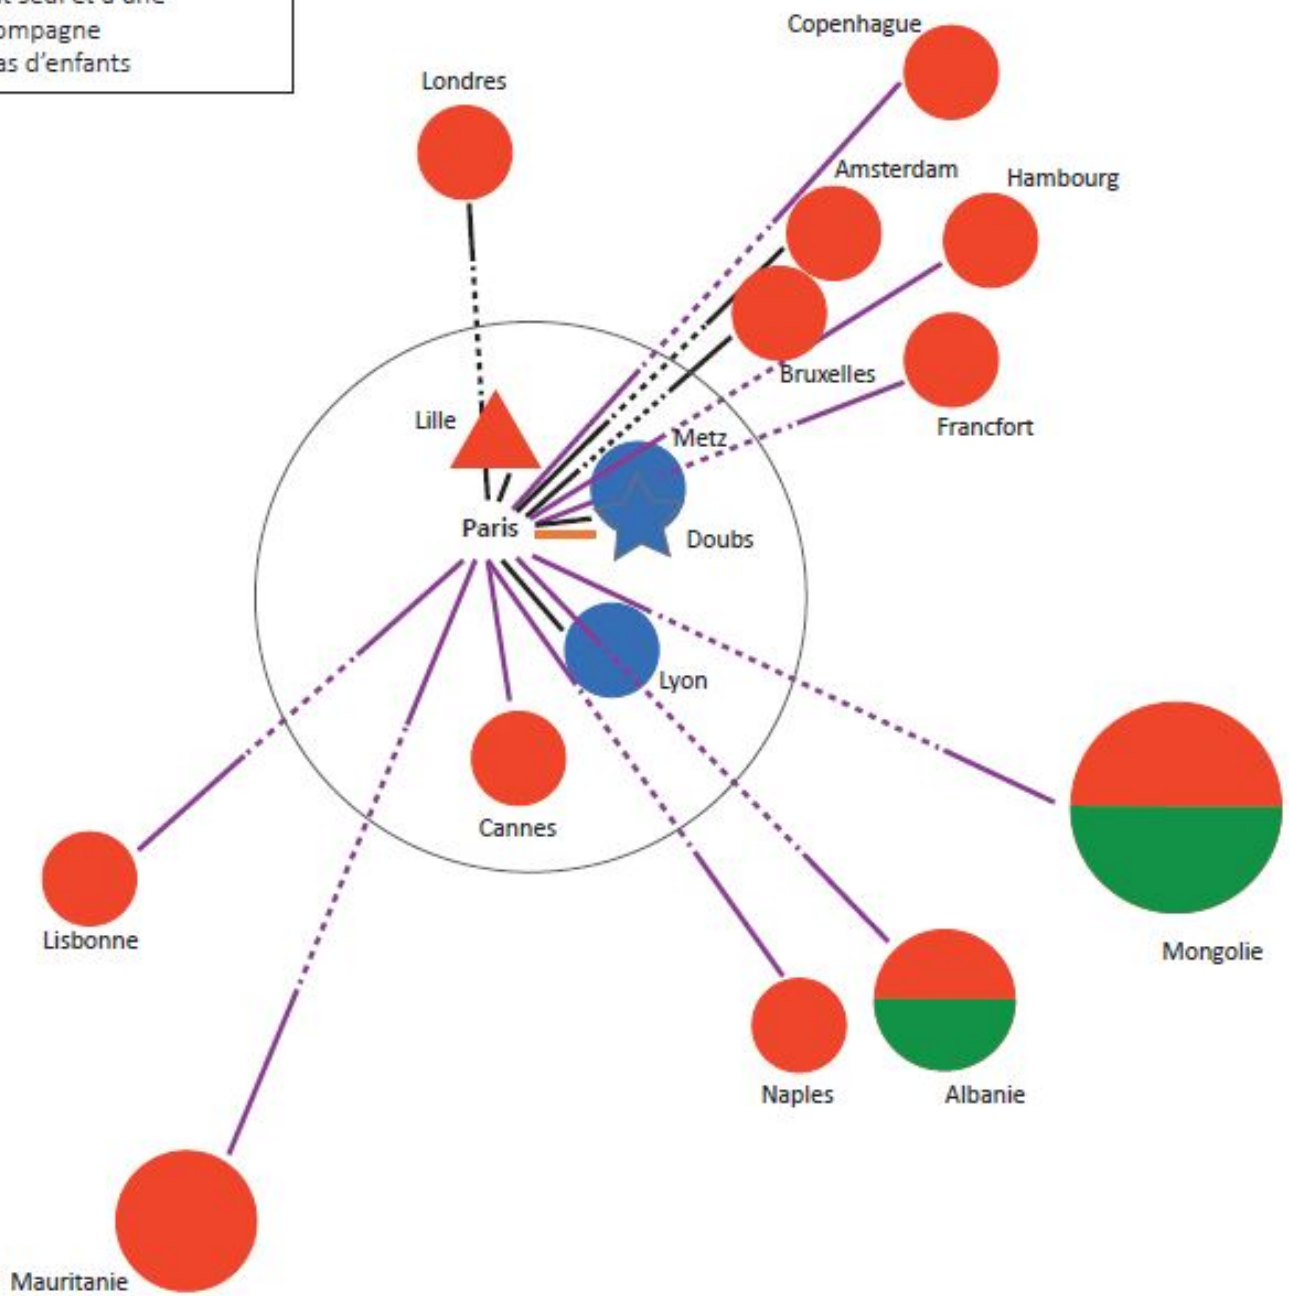 ompagne
as d'enfants
Copenhague
Londres
Amsterdam
Hambourg
Lille
Bruxelles
Francfort
Metz
Paris
Doubs
Lyon
Cannes
Lisbonne
Mongolie
Naples
Albanie
Mauritanie